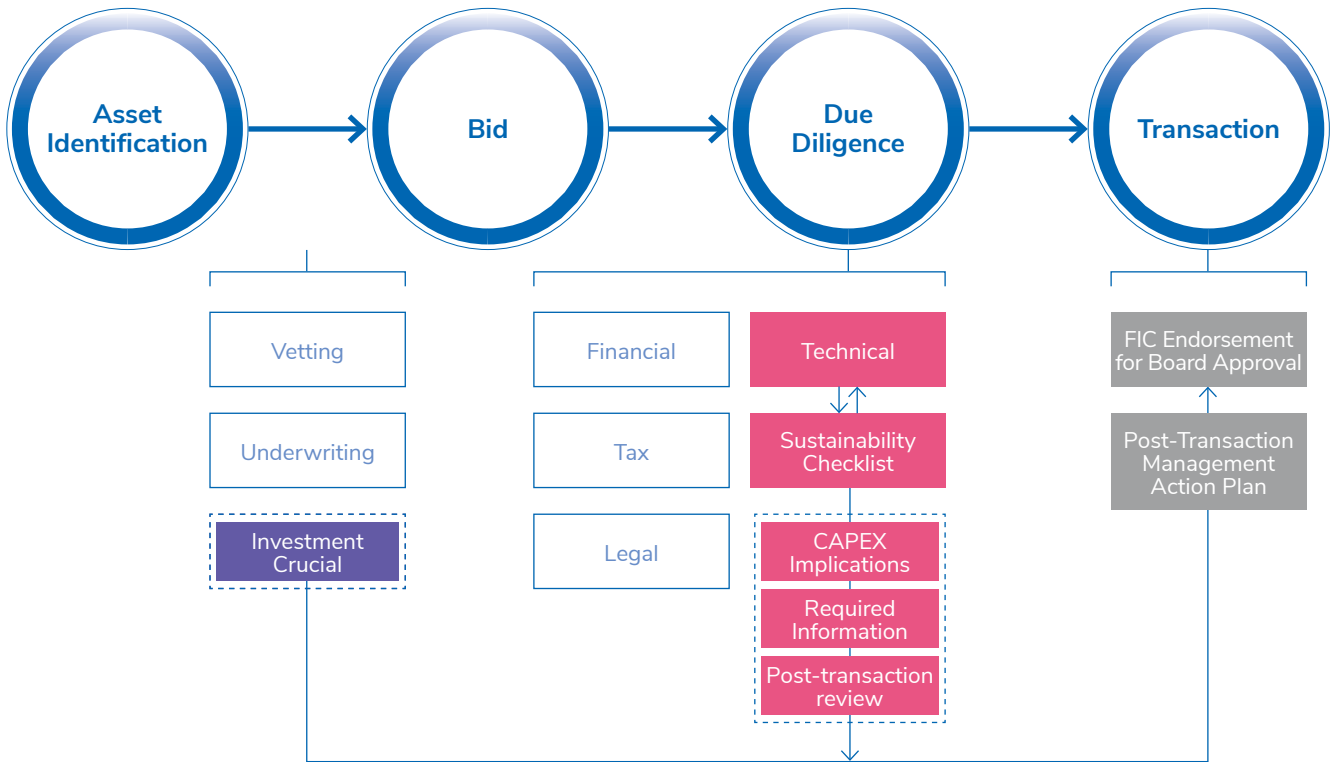 Asset
Identification
Bid
Due
Diligence
Transaction
Vetting
Underwriting
Investment
Crucial
Financial
Tax
Legal
Technical
Sustainability
Checklist
CAPEX
Implications
Required
Information
Post-transaction
review
FIC Endorsement
for Board Approval
Post-Transaction
Management
Action Plan